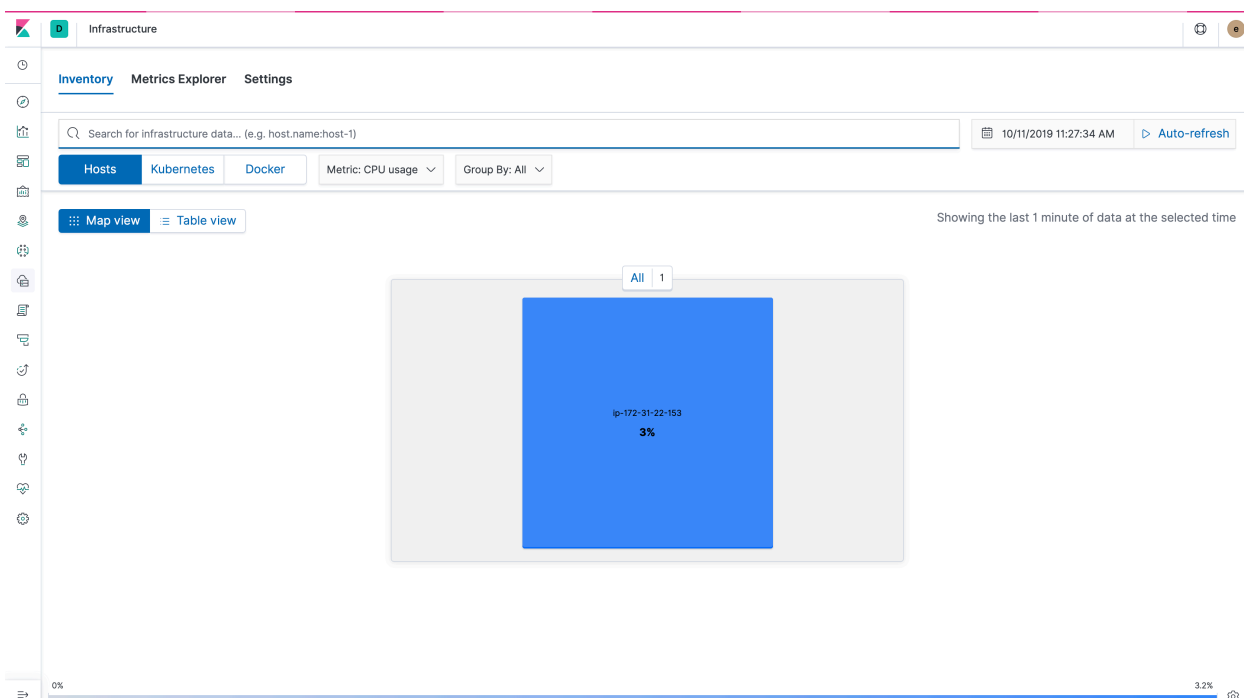 D Infrastructure e
Inventory Metrics Explorer Settings
Search for infrastructure data... (e.g. host.name:host-1) 10/11/2019 11:27:34 AM Auto-refresh
Hosts Kubernetes Docker Metric: CPU usage Group By: All
Map view Table view Showing the last 1 minute of data at the selected time
All 1
ip-172-31-22-153
3%
0% 3.2%